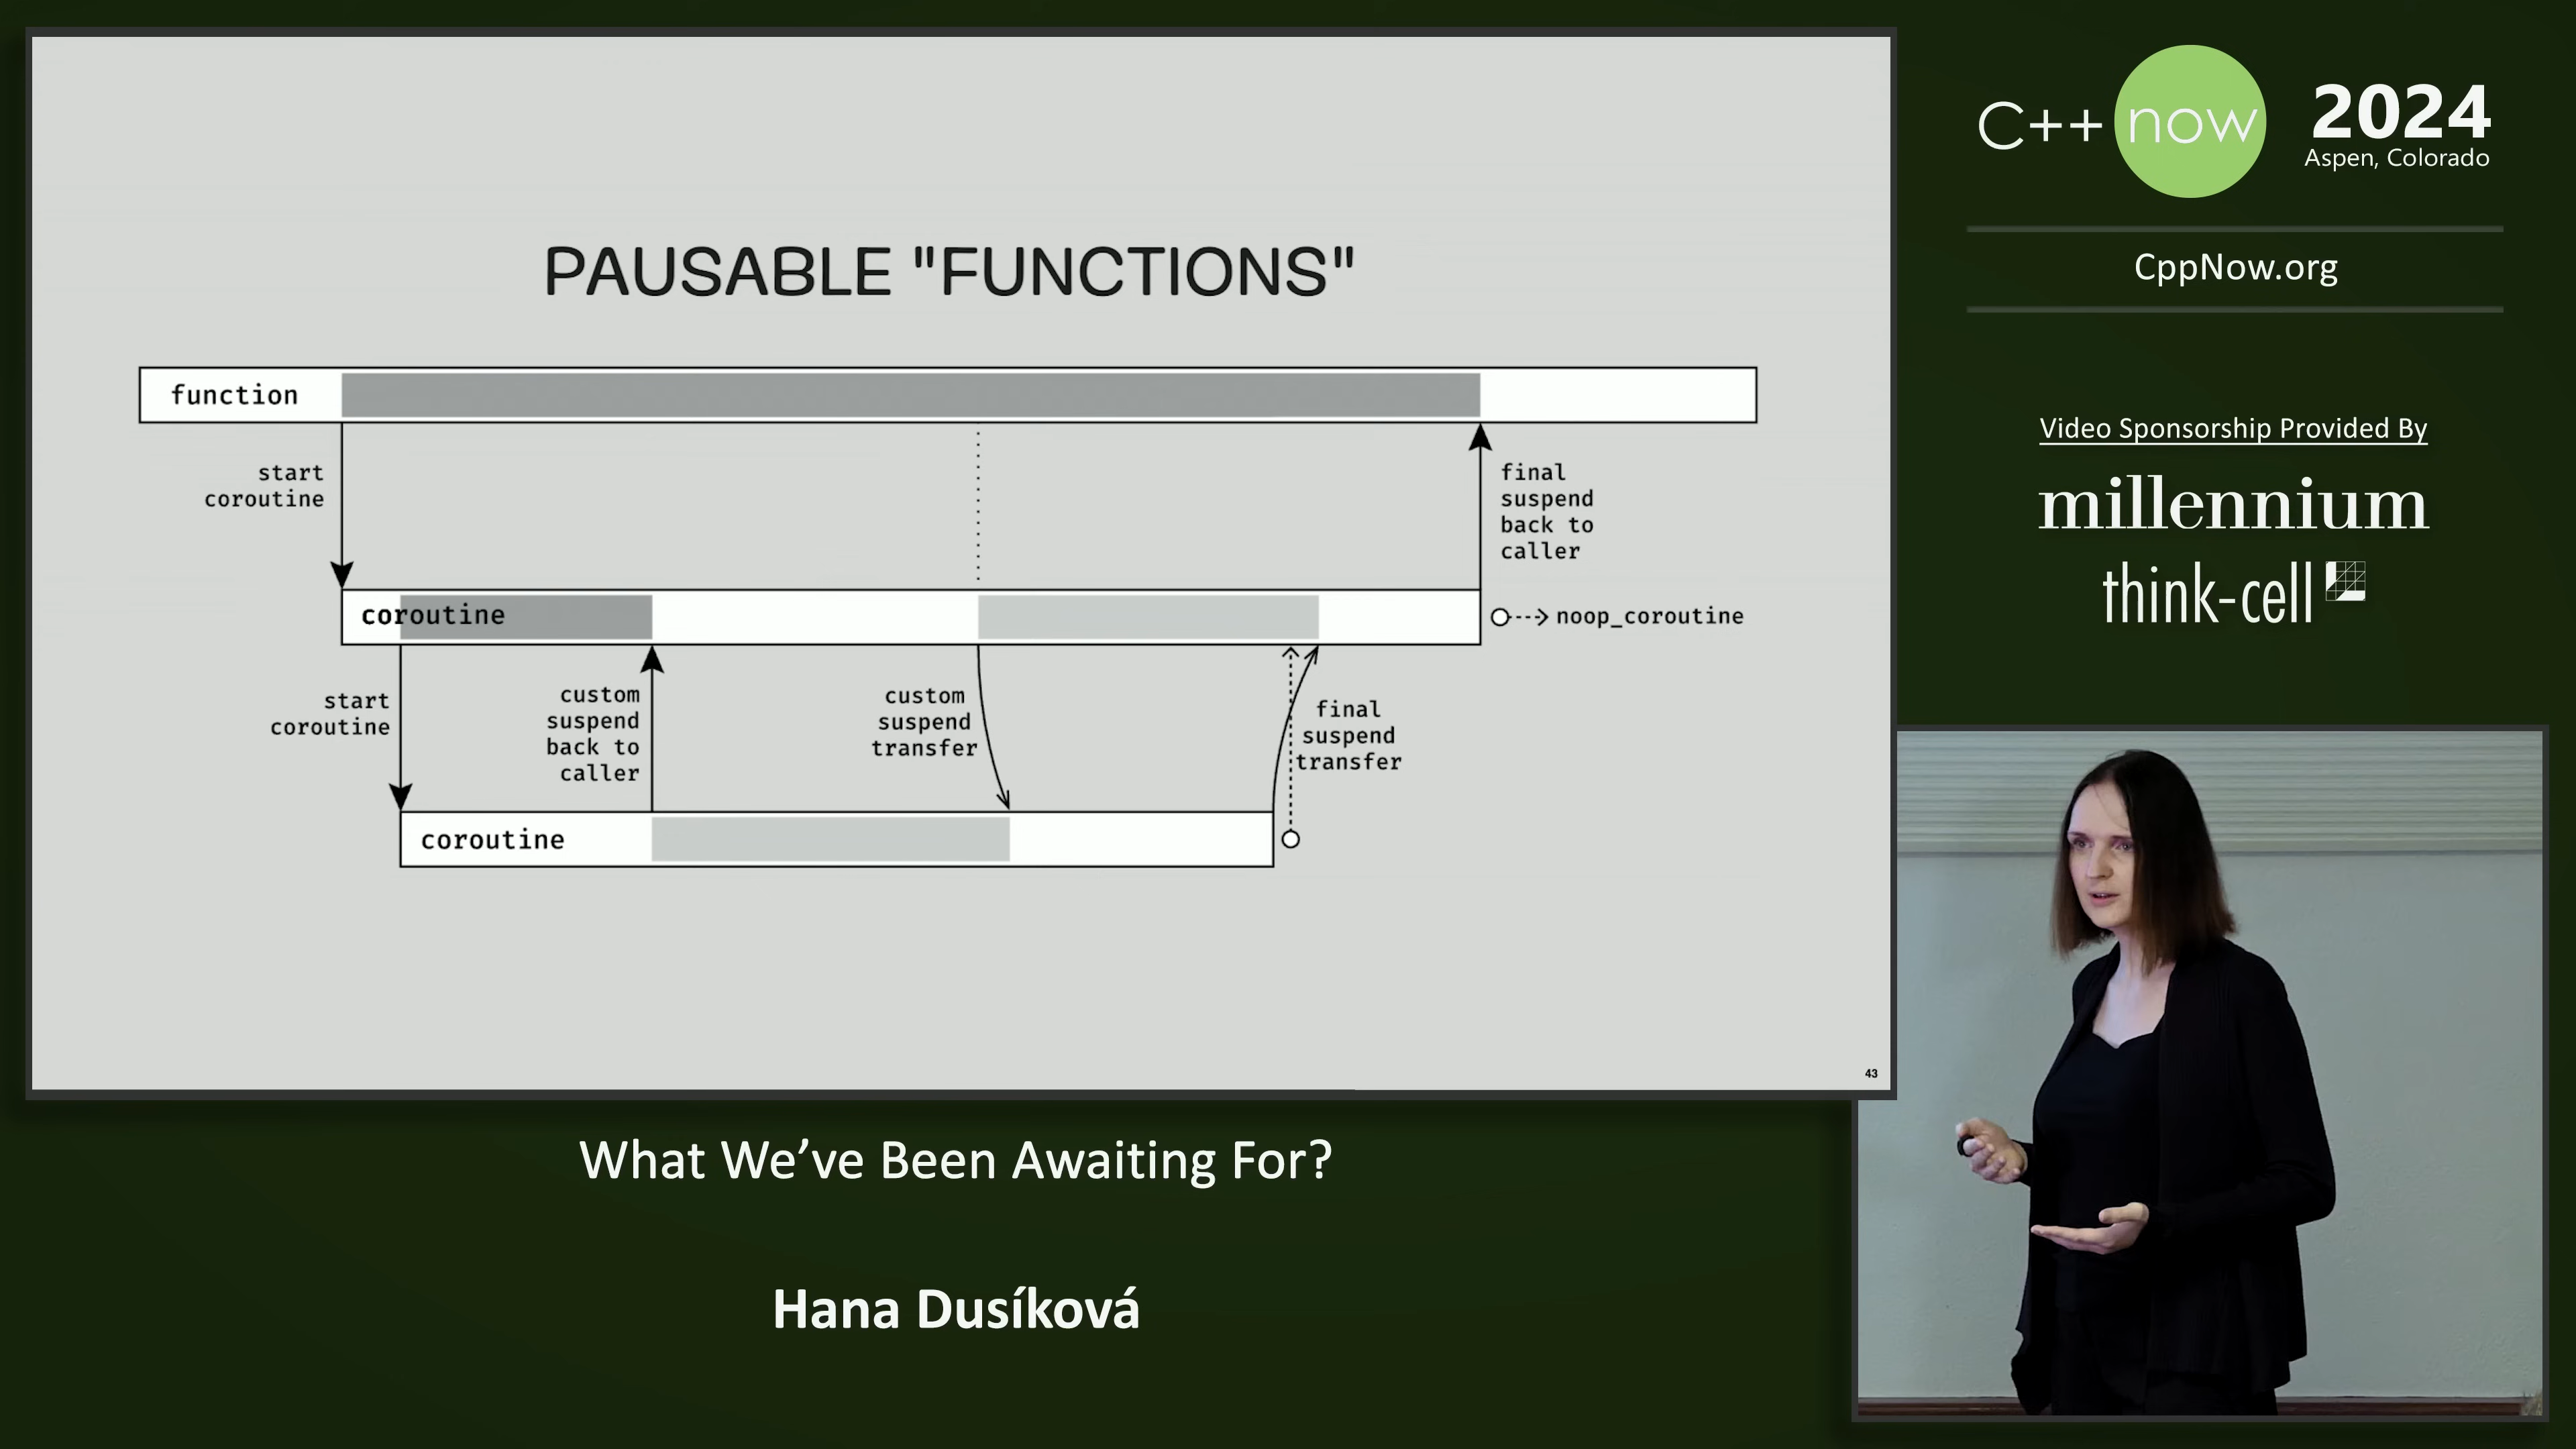 PAUSABLE "FUNCTIONS"
function
start
coroutine
final
suspend
back to
caller
coroutine
noop_coroutine
start
coroutine
custom
suspend
back to
caller
custom
suspend
transfer
final
suspend
transfer
coroutine
43
C++ now
2024
Aspen, Colorado
CppNow.org
Video Sponsorship Provided By
millennium
think-cell
What We’ve Been Awaiting For?
Hana Dusíková